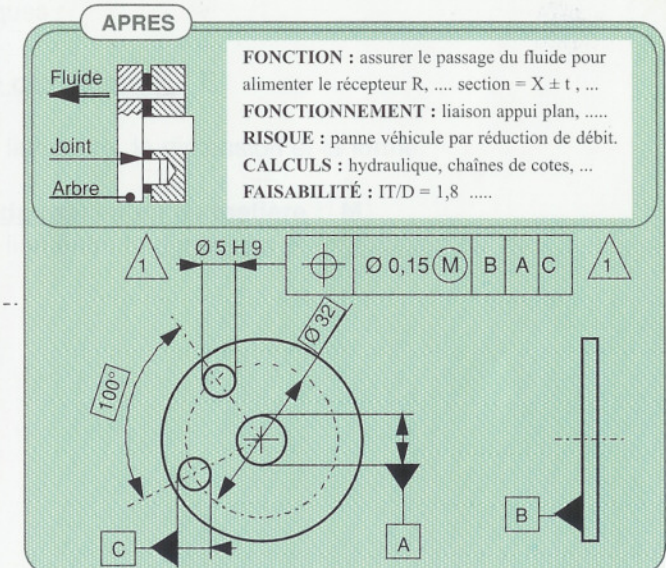 APRES
FONCTION : assurer le passage du fluide pour
alimenter le récepteur R, .... section = X ± t , ...
FONCTIONNEMENT : liaison appui plan, .....
RISQUE : panne véhicule par réduction de débit.
CALCULS : hydraulique, chaînes de cotes, ...
FAISABILITÉ : IT/D = 1,8 .....
Fluide
Joint
Arbre
1
Ø 5 H 9
Ø 0,15 M B A C
1
Ø 32
100°
C
A
B